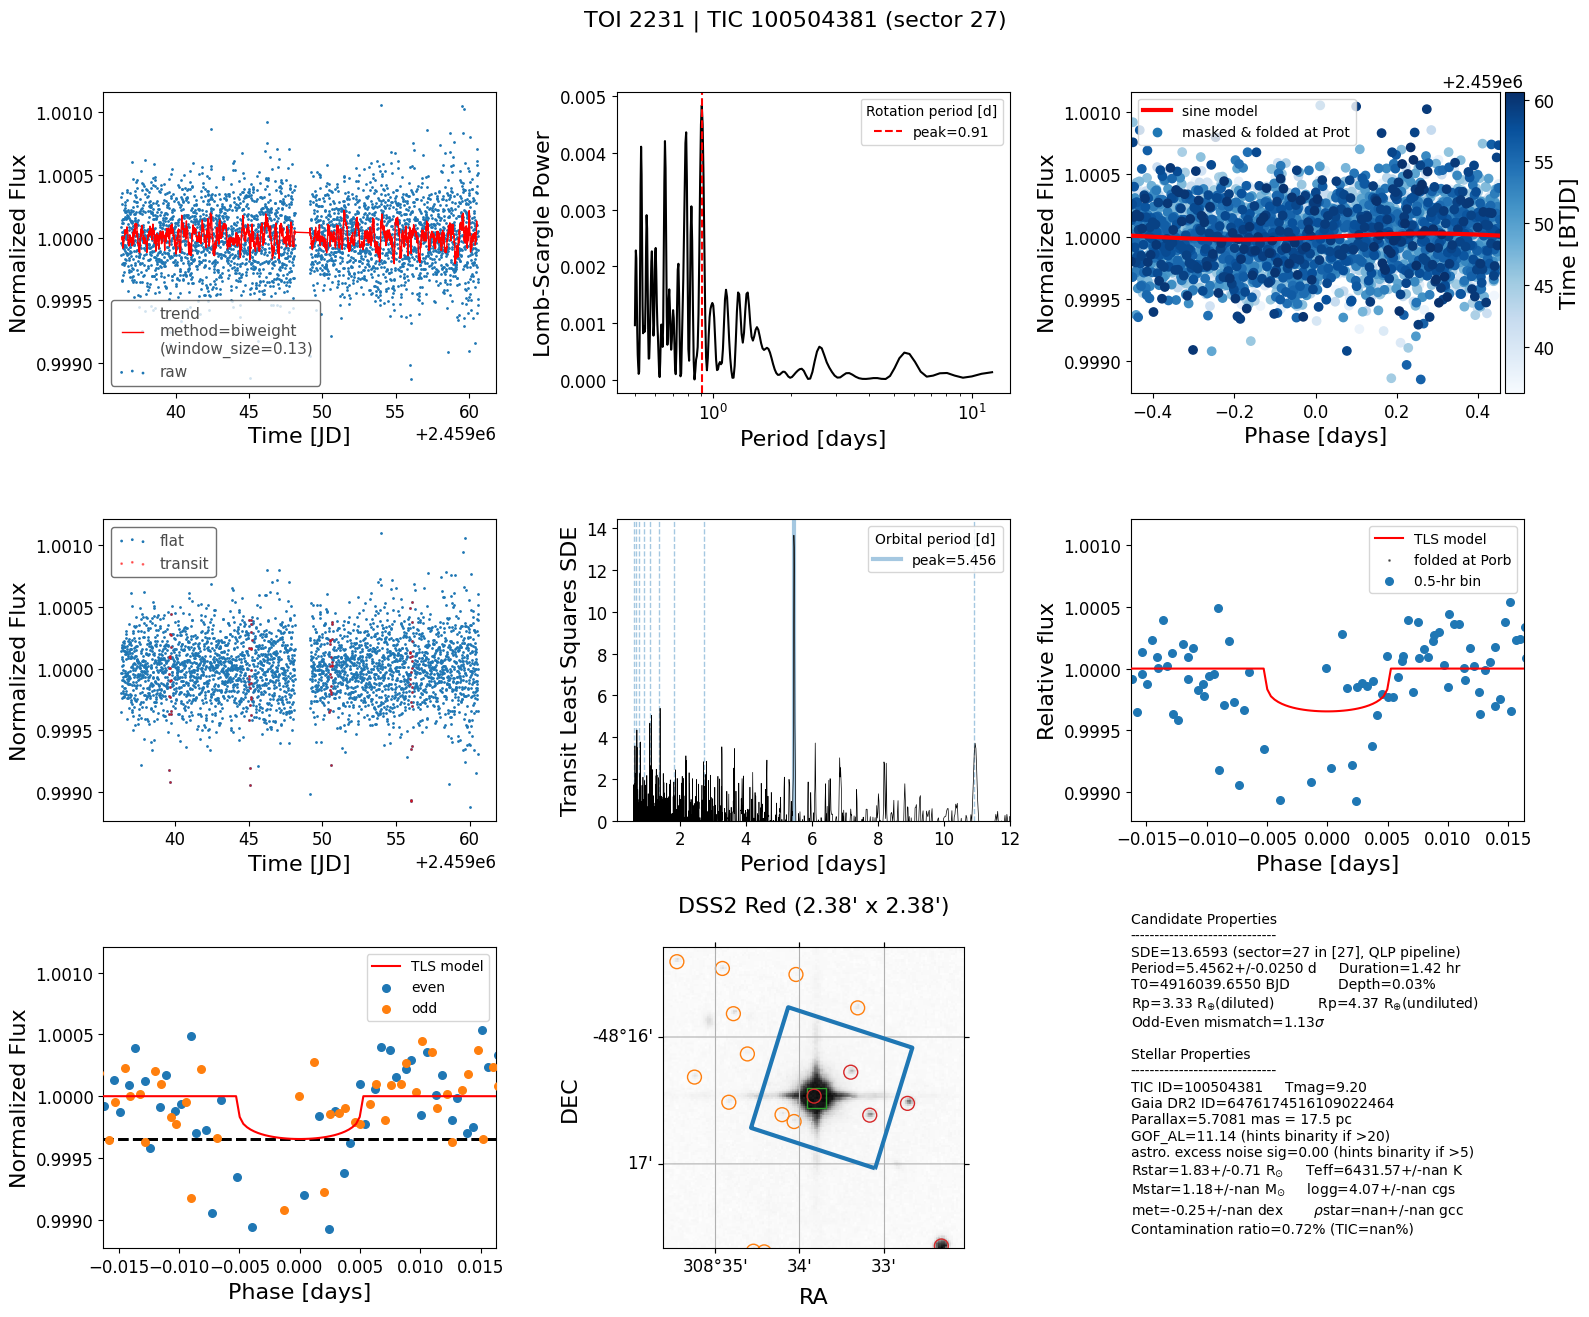 TOI 2231 | TIC 100504381 (sector 27)
Normalized Flux
1.0010
1.0005
1.0000
0.9995
0.9990
trend
method=biweight
(window_size=0.13)
raw
40 45 50 55 60
Time [JD]
+2.459e6
Lomb-Scargle Power
0.005
0.004
0.003
0.002
0.001
0.000
Rotation period [d]
peak=0.91
10^0 10^1
Period [days]
Normalized Flux
1.0010
1.0005
1.0000
0.9995
0.9990
sine model
masked & folded at Prot
−0.4 −0.2 0.0 0.2 0.4
Phase [days]
+2.459e6
60
55
50
45
40
Time [BTJD]
Normalized Flux
1.0010
1.0005
1.0000
0.9995
0.9990
flat
transit
40 45 50 55 60
Time [JD]
+2.459e6
Transit Least Squares SDE
14
12
10
8
6
4
2
0
Orbital period [d]
peak=5.456
2 4 6 8 10 12
Period [days]
Relative flux
1.0010
1.0005
1.0000
0.9995
0.9990
TLS model
folded at Porb
0.5-hr bin
−0.015 −0.010 −0.005 0.000 0.005 0.010 0.015
Phase [days]
Normalized Flux
1.0010
1.0005
1.0000
0.9995
0.9990
TLS model
even
odd
−0.015 −0.010 −0.005 0.000 0.005 0.010 0.015
Phase [days]
DSS2 Red (2.38' x 2.38')
DEC
-48°16'
17'
308°35' 34' 33'
RA
Candidate Properties
-------------------------------
SDE=13.6593 (sector=27 in [27], QLP pipeline)
Period=5.4562+/-0.0250 d Duration=1.42 hr
T0=4916039.6550 BJD Depth=0.03%
Rp=3.33 R⊕(diluted) Rp=4.37 R⊕(undiluted)
Odd-Even mismatch=1.13σ
Stellar Properties
-------------------------------
TIC ID=100504381 Tmag=9.20
Gaia DR2 ID=6476174516109022464
Parallax=5.7081 mas = 17.5 pc
GOF_AL=11.14 (hints binarity if >20)
astro. excess noise sig=0.00 (hints binarity if >5)
Rstar=1.83+/-0.71 R⊙ Teff=6431.57+/-nan K
Mstar=1.18+/-nan M⊙ logg=4.07+/-nan cgs
met=-0.25+/-nan dex ρstar=nan+/-nan gcc
Contamination ratio=0.72% (TIC=nan%)